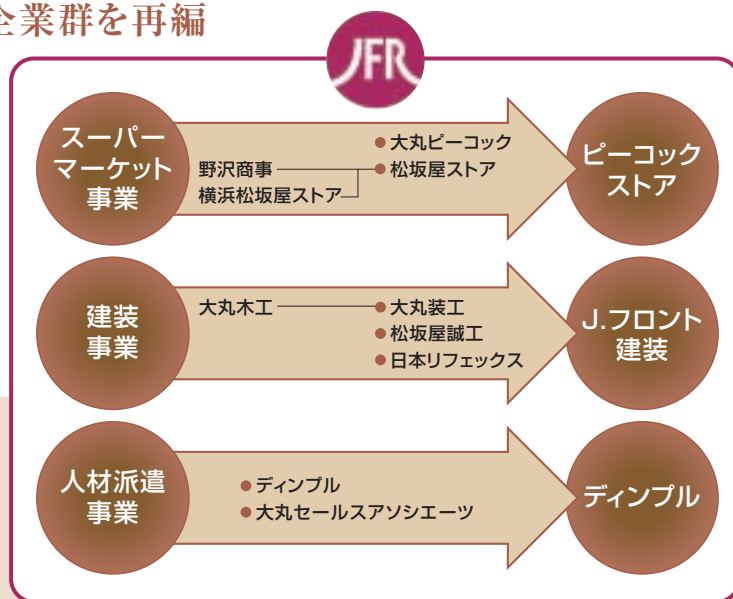 企業群を再編
JFR
スーパー
マーケット
事業
野沢商事
横浜松坂屋ストア
●大丸ピーコック
●松坂屋ストア
ピーコック
ストア
建装
事業
大丸木工
●大丸装工
●松坂屋誠工
●日本リフェックス
J.フロント
建装
人材派遣
事業
●ディンプル
●大丸セールスアソシエーツ
ディンプル